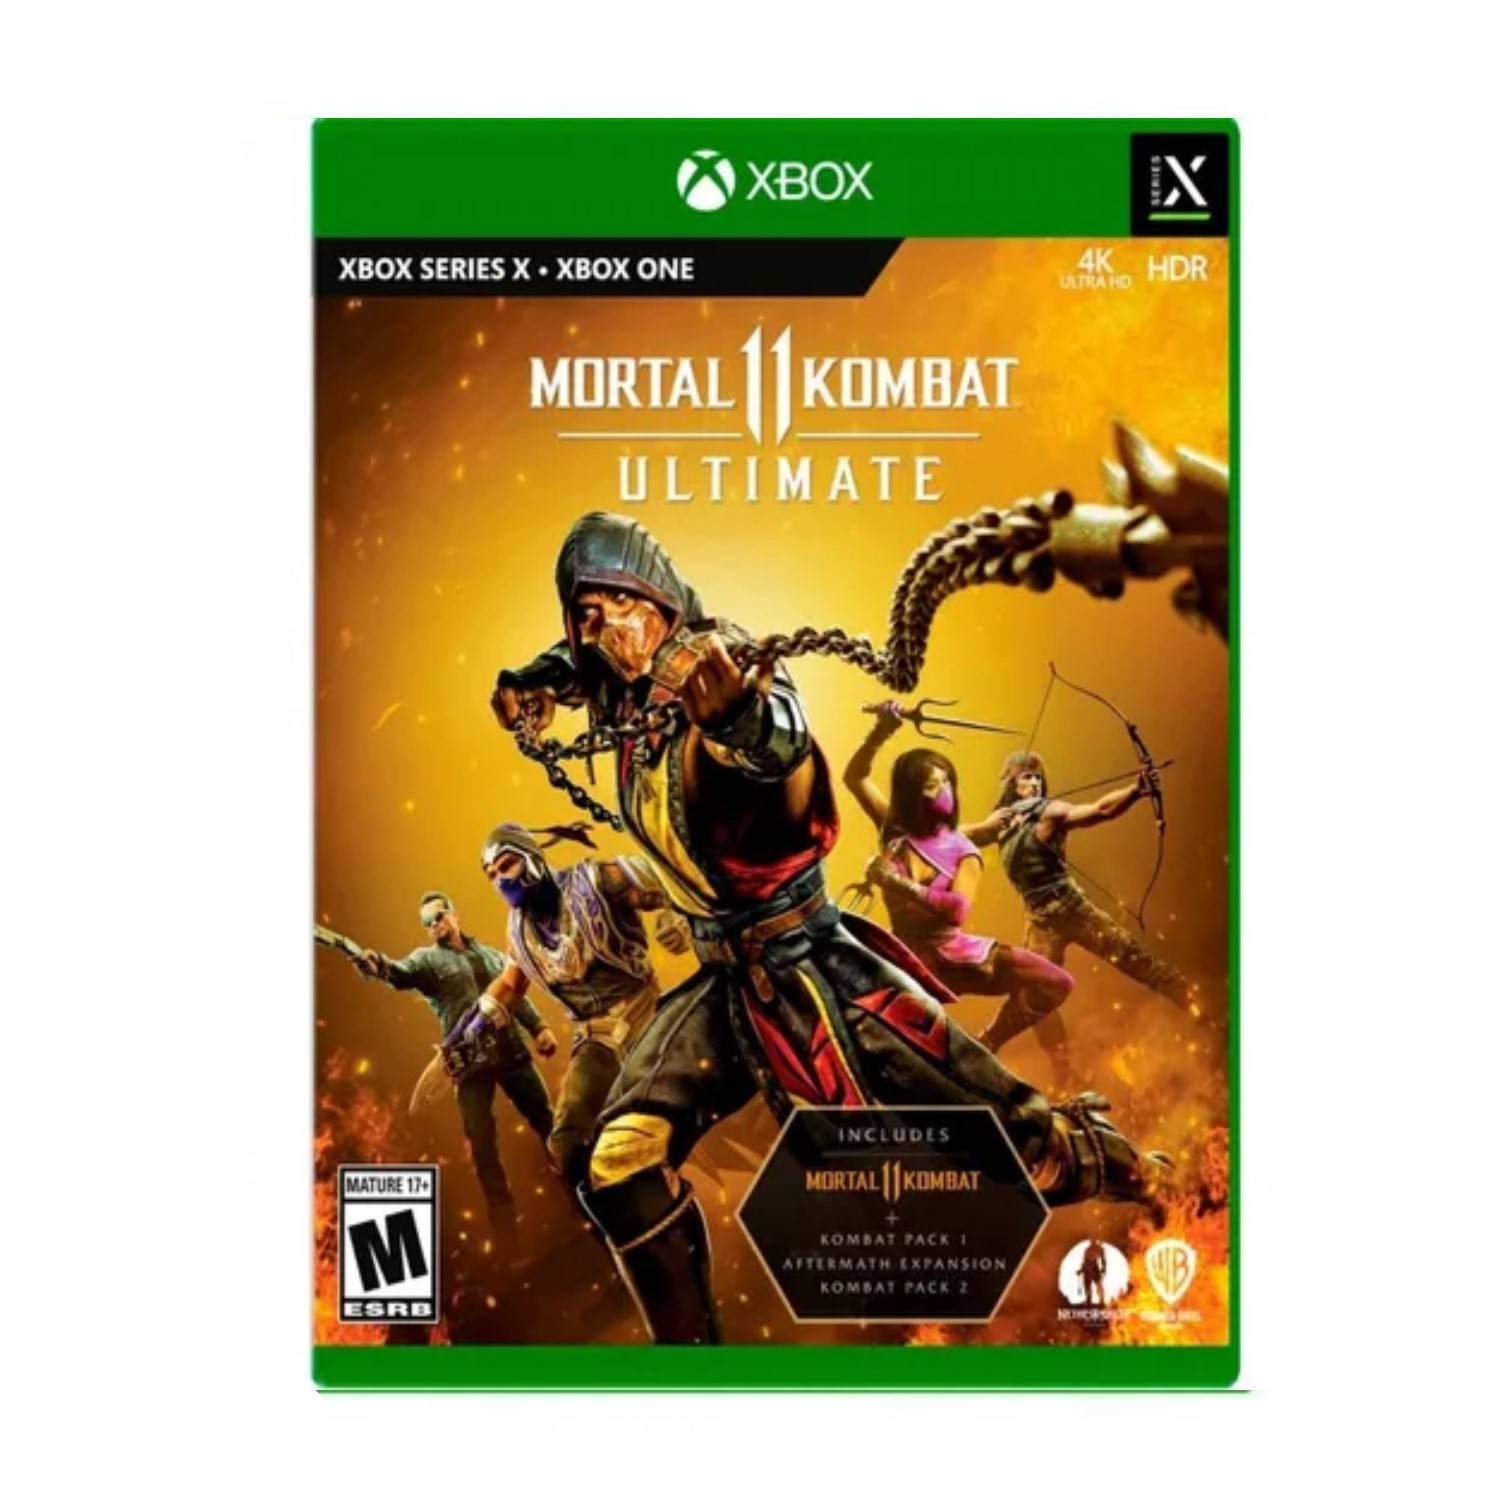 XBOX
SERIES X
XBOX SERIES X • XBOX ONE
4K
ULTRA HD
HDR
MORTAL 11 KOMBAT
ULTIMATE
INCLUDES
MORTAL 11 KOMBAT
+
KOMBAT PACK 1
AFTERMATH EXPANSION
KOMBAT PACK 2
MATURE 17+
M
ESRB
WB